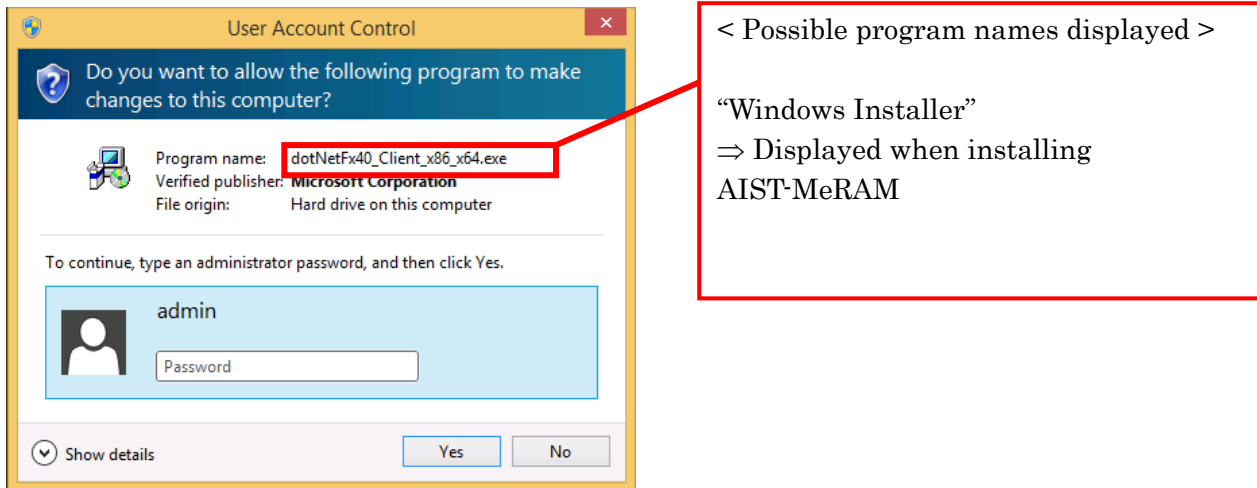 User Account Control
Do you want to allow the following program to make
changes to this computer?
Program name: dotNetFx40_Client_x86_x64.exe
Verified publisher: Microsoft Corporation
File origin: Hard drive on this computer
To continue, type an administrator password, and then click Yes.
admin
Password
Show details
Yes
No
< Possible program names displayed >
“Windows Installer”
⇒ Displayed when installing
AIST-MeRAM